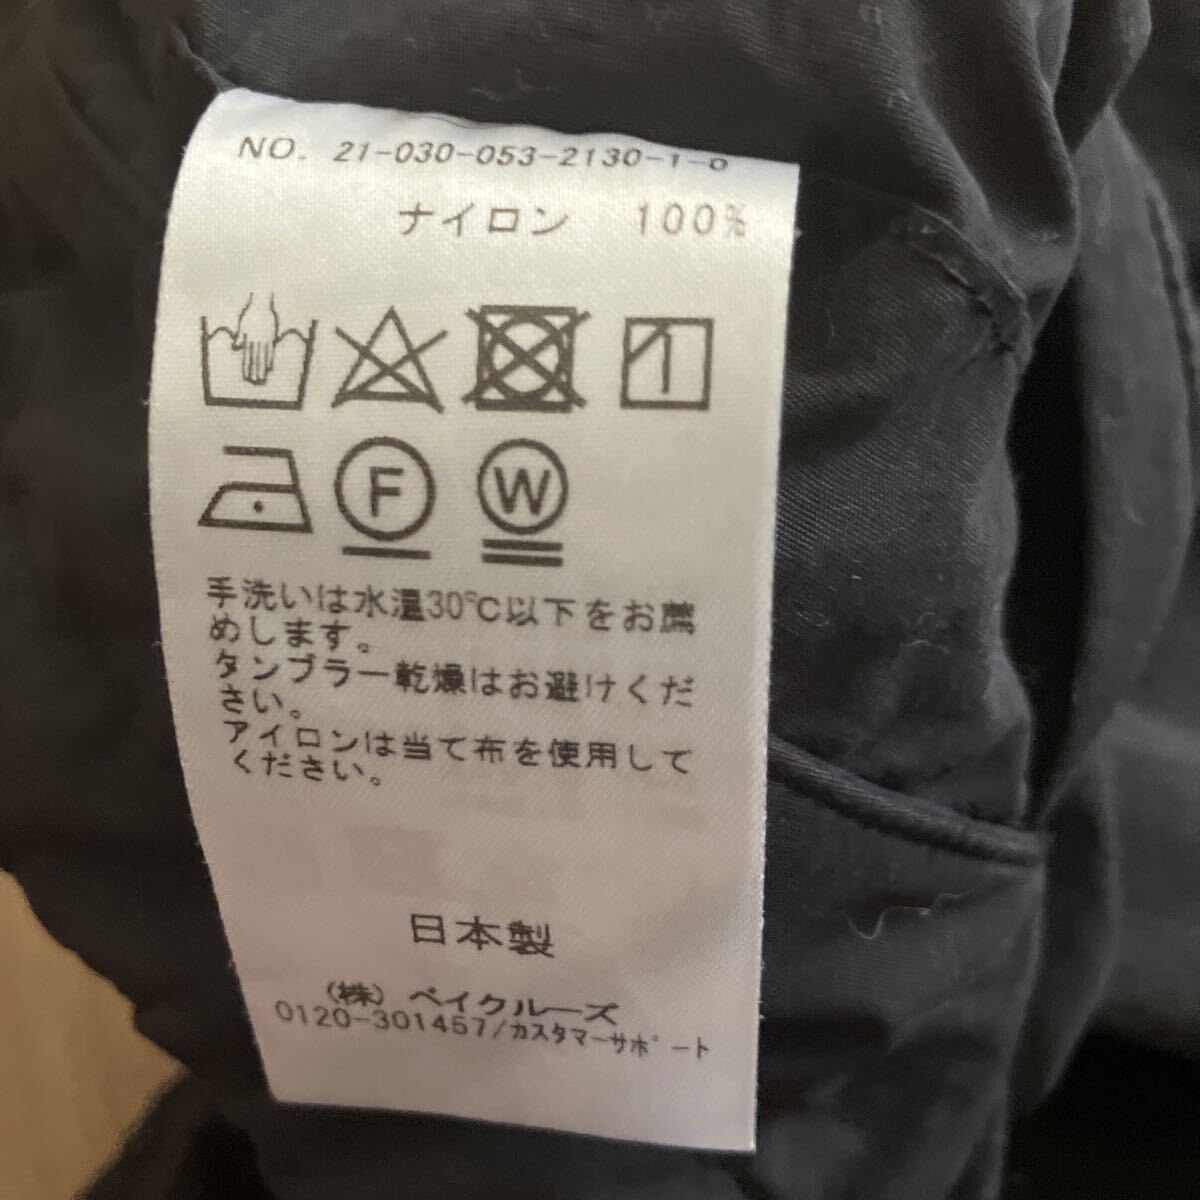 NO. 21-030-053-2130-1-8
ナイロン 100%
F W
手洗いは水温30℃以下をお薦
めします。
タンブラー乾燥はお避けくだ
さい。
アイロンは当て布を使用して
ください。
日本製
(株) ベイクルーズ
0120-301457/カスタマーサポート